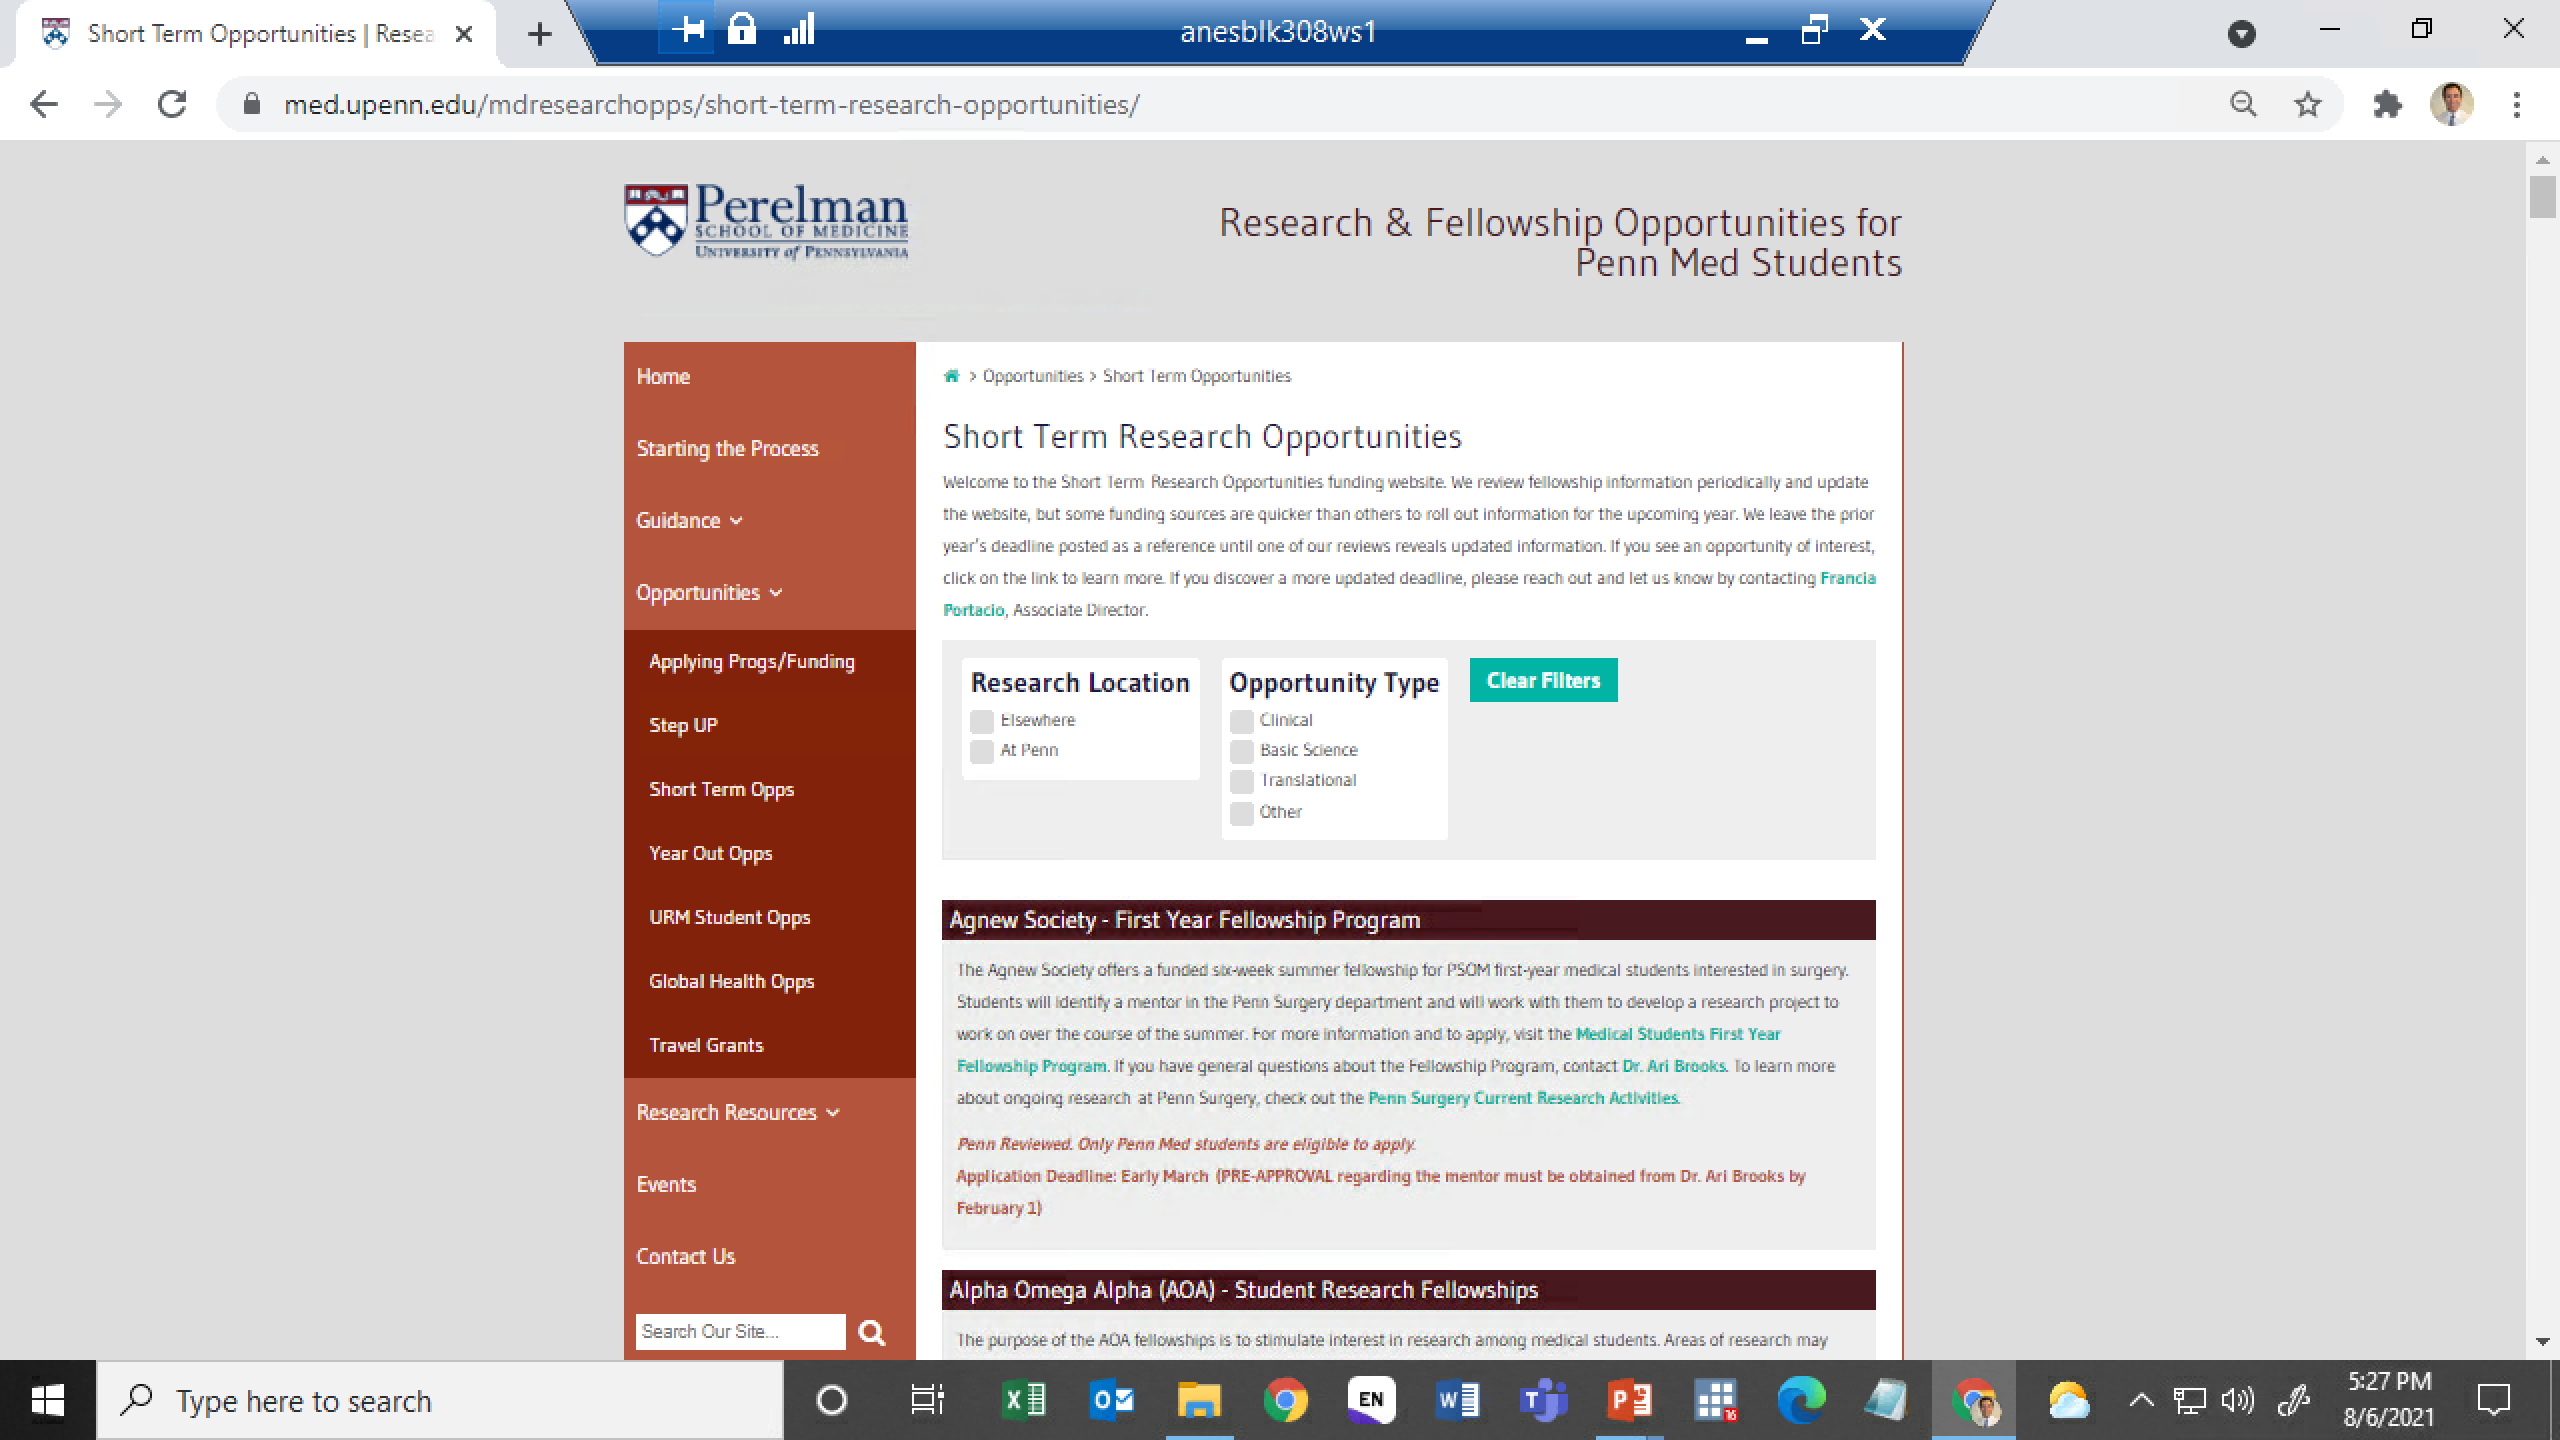 Short Term Opportunities | Resea
anesblk308ws1
med.upenn.edu/mdresearchopps/short-term-research-opportunities/
Perelman
SCHOOL OF MEDICINE
UNIVERSITY of PENNSYLVANIA
Research & Fellowship Opportunities for
Penn Med Students
Home
Starting the Process
Guidance
Opportunities
Applying Progs/Funding
Step UP
Short Term Opps
Year Out Opps
URM Student Opps
Global Health Opps
Travel Grants
Research Resources
Events
Contact Us
Search Our Site...
> Opportunities > Short Term Opportunities
Short Term Research Opportunities
Welcome to the Short Term Research Opportunities funding website. We review fellowship information periodically and update
the website, but some funding sources are quicker than others to roll out information for the upcoming year. We leave the prior
year's deadline posted as a reference until one of our reviews reveals updated information. If you see an opportunity of interest,
click on the link to learn more. If you discover a more updated deadline, please reach out and let us know by contacting Francia
Portacio, Associate Director.
Research Location
Elsewhere
At Penn
Opportunity Type
Clinical
Basic Science
Translational
Other
Clear Filters
Agnew Society - First Year Fellowship Program
The Agnew Society offers a funded six-week summer fellowship for PSOM first-year medical students interested in surgery.
Students will identify a mentor in the Penn Surgery department and will work with them to develop a research project to
work on over the course of the summer. For more information and to apply, visit the Medical Students First Year
Fellowship Program. If you have general questions about the Fellowship Program, contact Dr. Ari Brooks. To learn more
about ongoing research at Penn Surgery, check out the Penn Surgery Current Research Activities.
Penn Reviewed. Only Penn Med students are eligible to apply.
Application Deadline: Early March (PRE-APPROVAL regarding the mentor must be obtained from Dr. Ari Brooks by
February 1)
Alpha Omega Alpha (AOA) - Student Research Fellowships
The purpose of the AOA fellowships is to stimulate interest in research among medical students. Areas of research may
Type here to search
EN
16
5:27 PM
8/6/2021